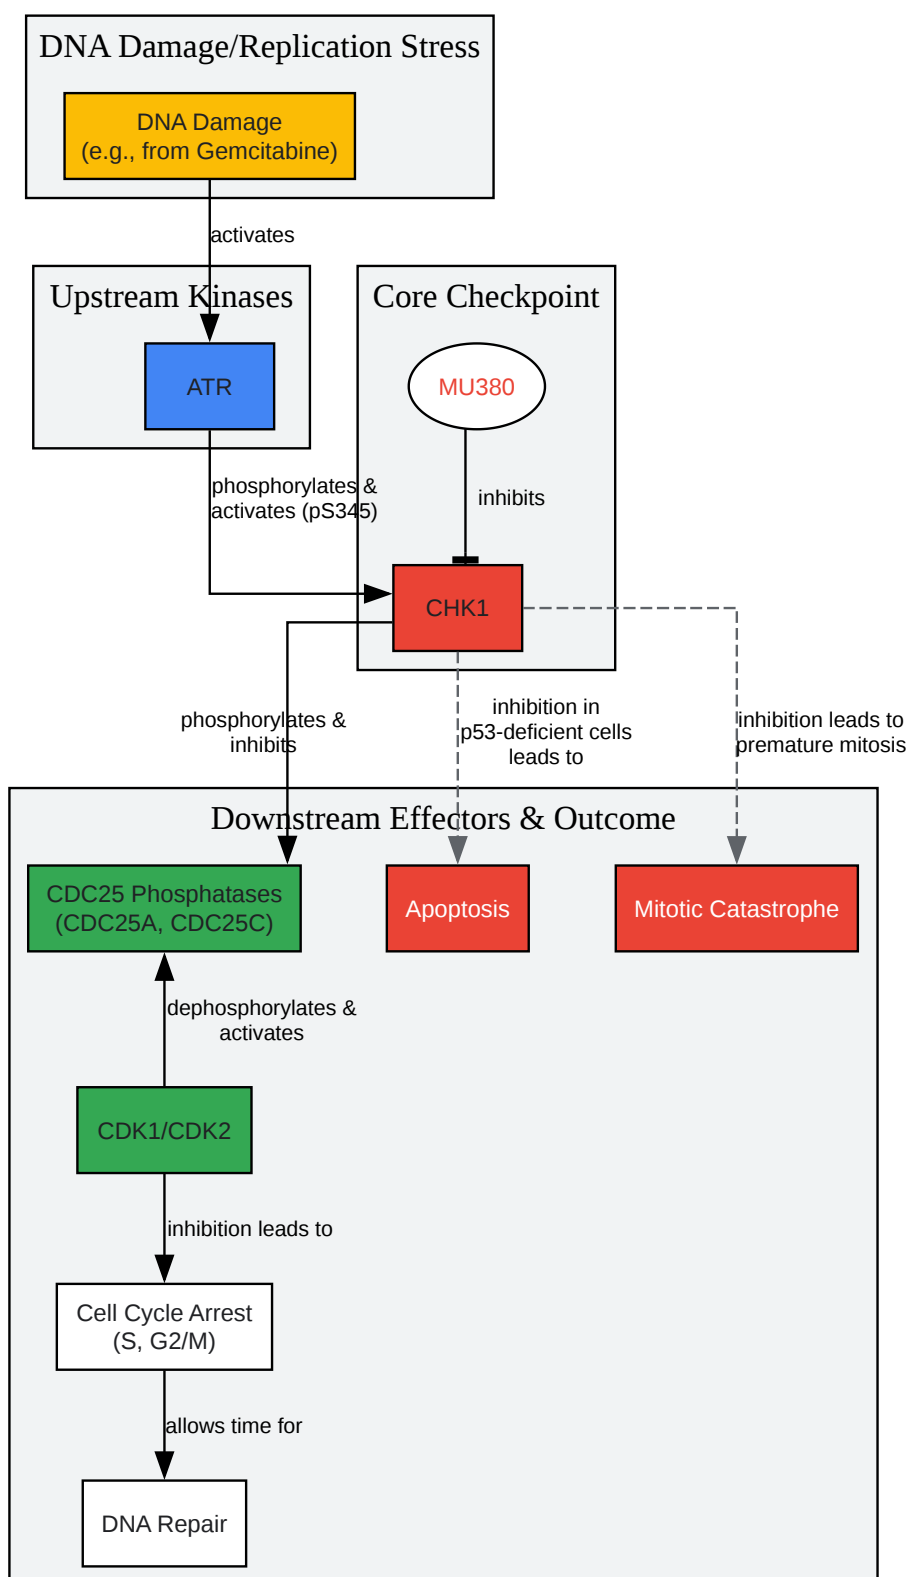 DNA Damage/Replication Stress
DNA Damage
(e.g., from Gemcitabine)
activates
Upstream Kinases
Core Checkpoint
ATR
MU380
phosphorylates &
activates (pS345)
inhibits
CHK1
phosphorylates &
inhibits
inhibition in
p53-deficient cells
leads to
inhibition leads to
premature mitosis
Downstream Effectors & Outcome
CDC25 Phosphatases
(CDC25A, CDC25C)
Apoptosis
Mitotic Catastrophe
dephosphorylates &
activates
CDK1/CDK2
inhibition leads to
Cell Cycle Arrest
(S, G2/M)
allows time for
DNA Repair